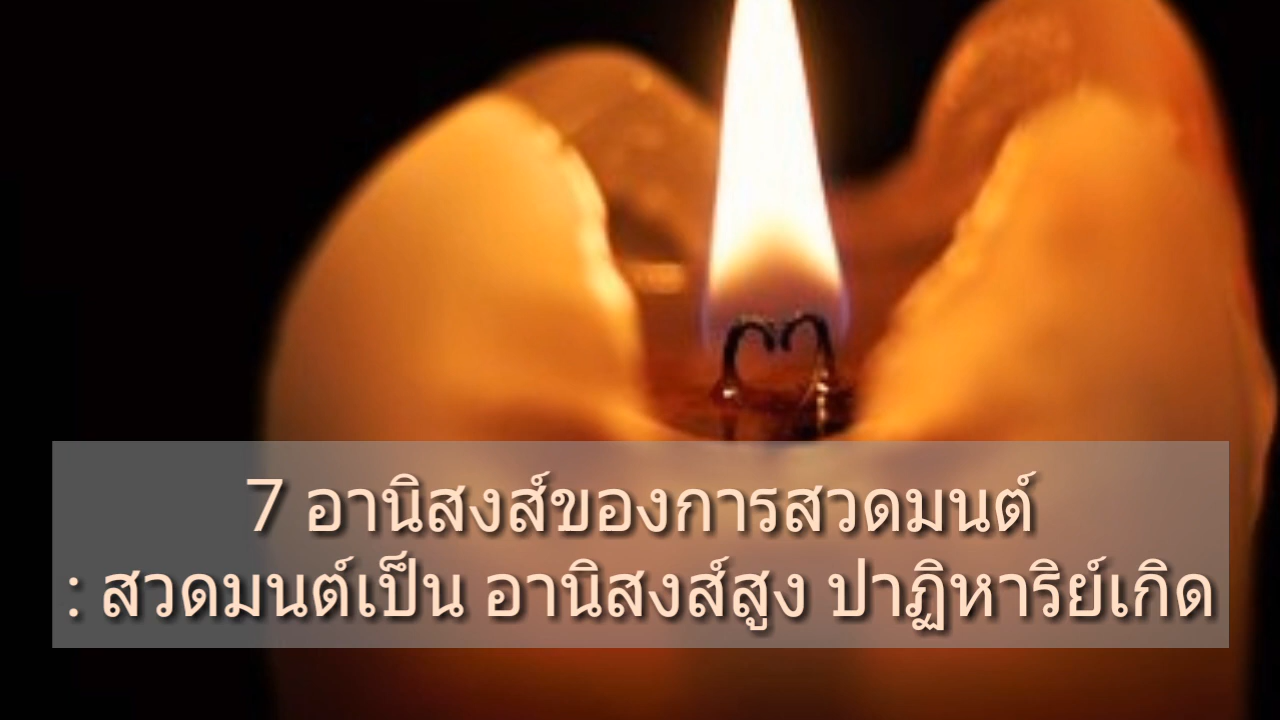 7 อานิสงส์ของการสวดมนต์
: สวดมนต์เป็น อานิสงส์สูง ปาฏิหาริย์เกิด